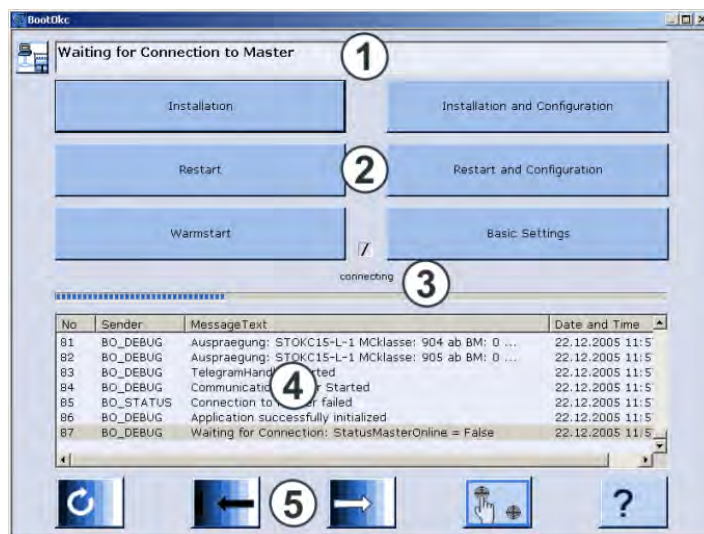 BootOkc
Waiting for Connection to Master
1
Installation
Installation and Configuration
Restart
2
Restart and Configuration
Warmstart
Basic Settings
connecting
3
No Sender MessageText Date and Time
81 BO_DEBUG Auspraegung: STOKC15-L-1 MCklasse: 904 ab BM: 0 ... 22.12.2005 11:5
82 BO_DEBUG Auspraegung: STOKC15-L-1 MCklasse: 905 ab BM: 0 ... 22.12.2005 11:5
83 BO_DEBUG TelegramHand rted 22.12.2005 11:5
84 BO_DEBUG Communicatio r Started 22.12.2005 11:5
4
85 BO_STATUS Connection to failed 22.12.2005 11:5
86 BO_DEBUG Application successfully initialized 22.12.2005 11:5
87 BO_DEBUG Waiting for Connection: StatusMasterOnline = False 22.12.2005 11:5
5
?